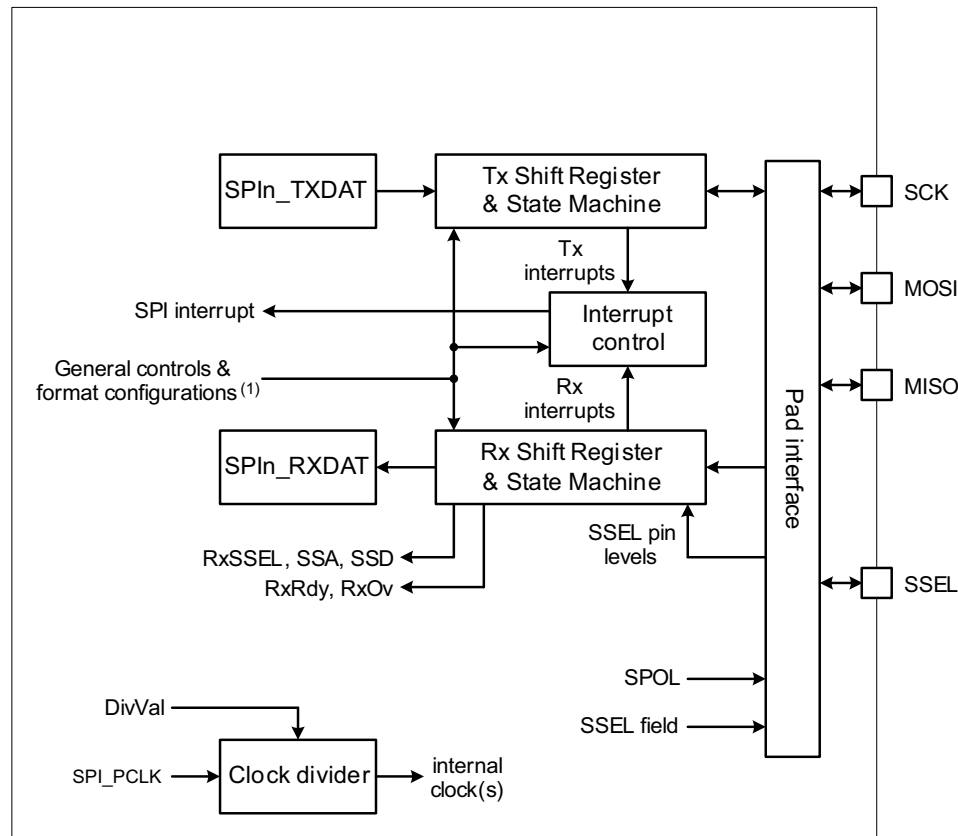 SPIn_TXDAT
Tx Shift Register
& State Machine
SCK
Tx
interrupts
MOSI
SPI interrupt
Interrupt
control
General controls &
format configurations (1)
Rx
interrupts
MISO
Pad interface
SPIn_RXDAT
Rx Shift Register
& State Machine
SSEL pin
levels
RxSSEL, SSA, SSD
RxRdy, RxOv
SSEL
SPOL
SSEL field
DivVal
SPI_PCLK
Clock divider
internal
clock(s)